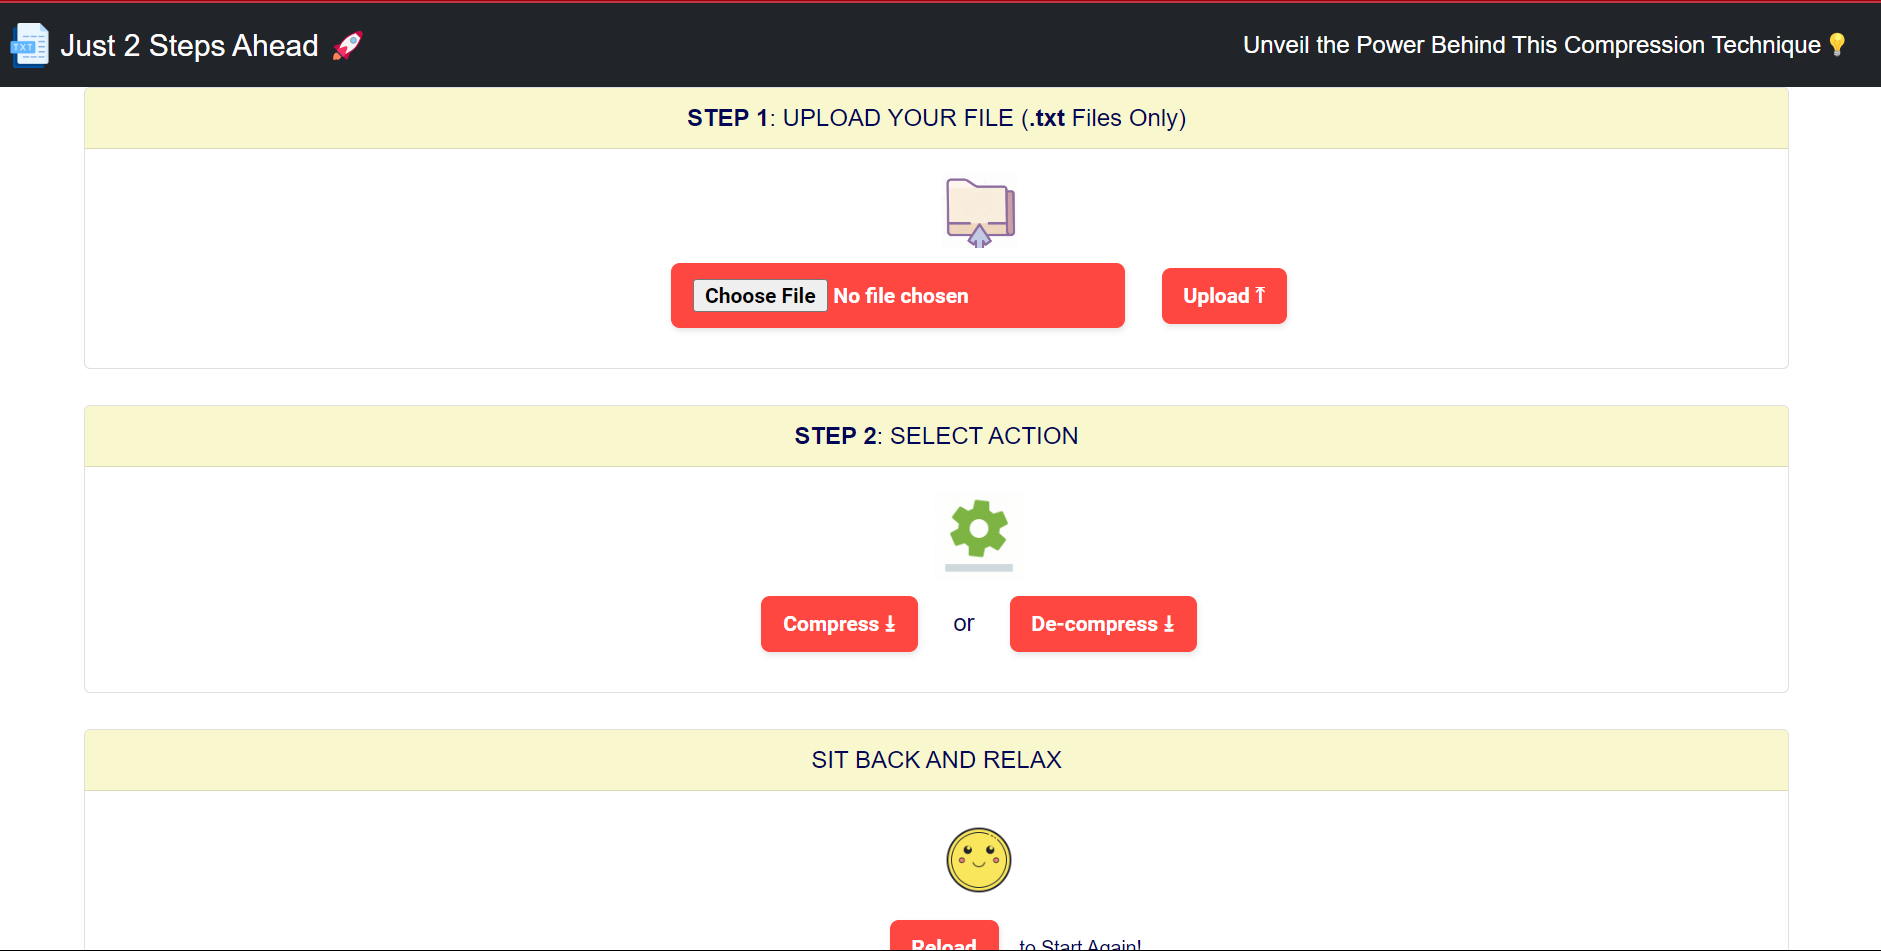 TXT
Just 2 Steps Ahead 🚀
Unveil the Power Behind This Compression Technique 💡
STEP 1: UPLOAD YOUR FILE (.txt Files Only)
Choose File No file chosen
Upload ⤒
STEP 2: SELECT ACTION
Compress ⤓
or
De-compress ⤓
SIT BACK AND RELAX
Reload to Start Again!